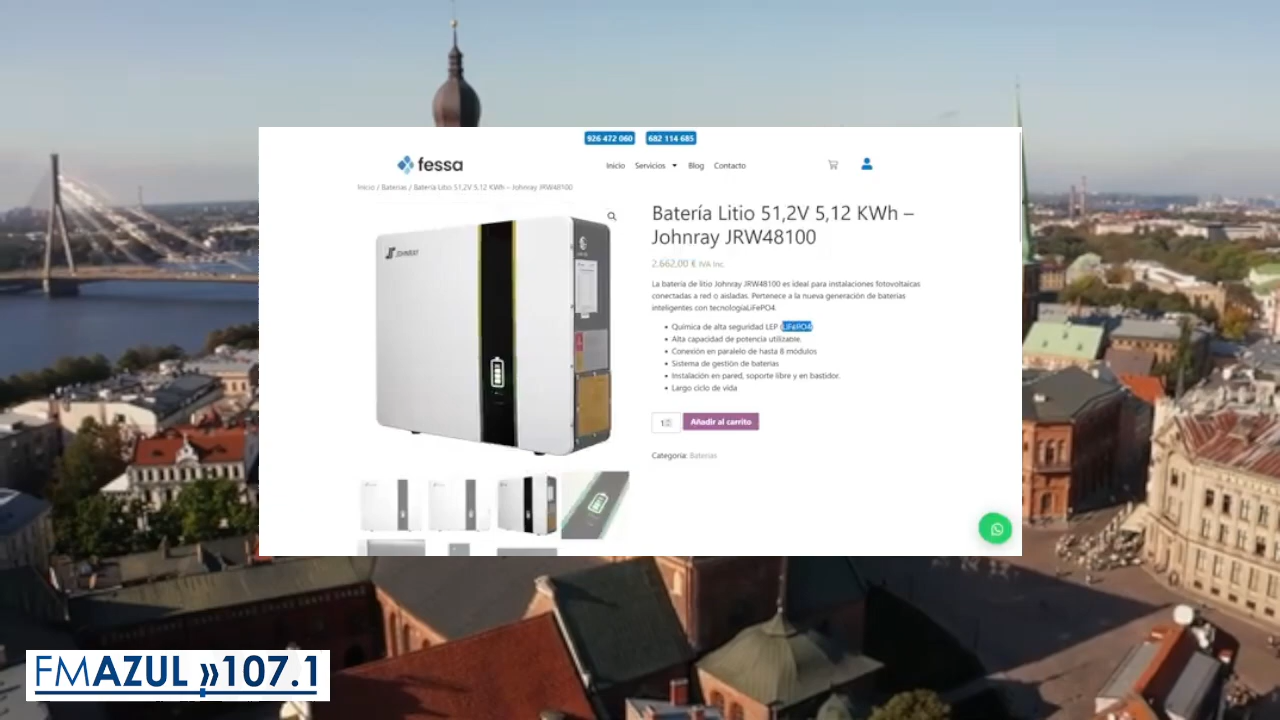 926 472 060 682 114 685
fessa
Inicio Servicios Blog Contacto
Inicio / Baterias / Batería Litio 51,2V 5,12 KWh – Johnray JRW48100
JOHNRAY
Batería Litio 51,2V 5,12 KWh –
Johnray JRW48100
2.662,00 € IVA Inc.
La batería de litio Johnray JRW48100 es ideal para instalaciones fotovoltaicas
conectadas a red o aisladas. Pertenece a la nueva generación de baterias
inteligentes con tecnologíaLiFePO4.
• Química de alta seguridad LEP (LiFePO4)
• Alta capacidad de potencia utilizable.
• Conexión en paralelo de hasta 8 módulos
• Sistema de gestión de baterias
• Instalación en pared, soporte libre y en bastidor.
• Largo ciclo de vida
1
Añadir al carrito
Categoría: Baterias
FMAZUL »107.1